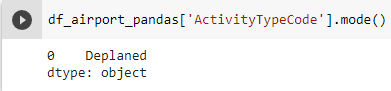 df_airport_pandas['ActivityTypeCode'].mode()
0    Deplaned
dtype: object